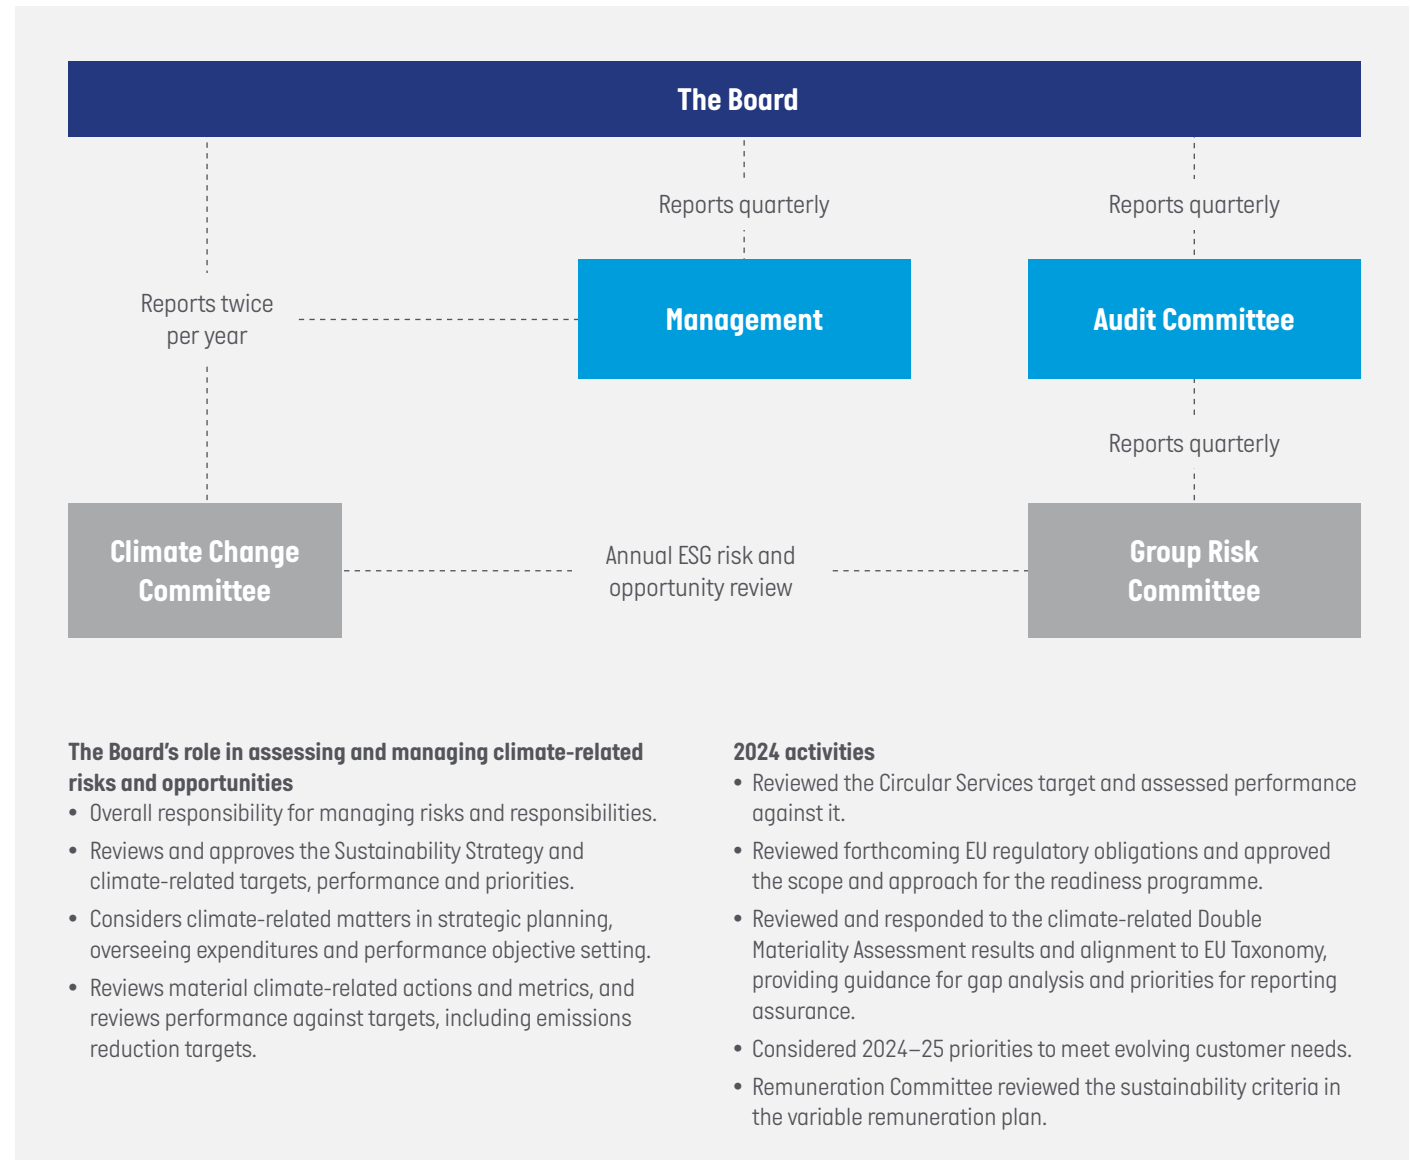 The Board
Reports quarterly
Reports quarterly
Reports twice
per year
Management
Audit Committee
Reports quarterly
Climate Change
Committee
Annual ESG risk and
opportunity review
Group Risk
Committee
The Board's role in assessing and managing climate-related
risks and opportunities
• Overall responsibility for managing risks and responsibilities.
• Reviews and approves the Sustainability Strategy and
climate-related targets, performance and priorities.
• Considers climate-related matters in strategic planning,
overseeing expenditures and performance objective setting.
• Reviews material climate-related actions and metrics, and
reviews performance against targets, including emissions
reduction targets.
2024 activities
• Reviewed the Circular Services target and assessed performance
against it.
• Reviewed forthcoming EU regulatory obligations and approved
the scope and approach for the readiness programme.
• Reviewed and responded to the climate-related Double
Materiality Assessment results and alignment to EU Taxonomy,
providing guidance for gap analysis and priorities for reporting
assurance.
• Considered 2024–25 priorities to meet evolving customer needs.
• Remuneration Committee reviewed the sustainability criteria in
the variable remuneration plan.